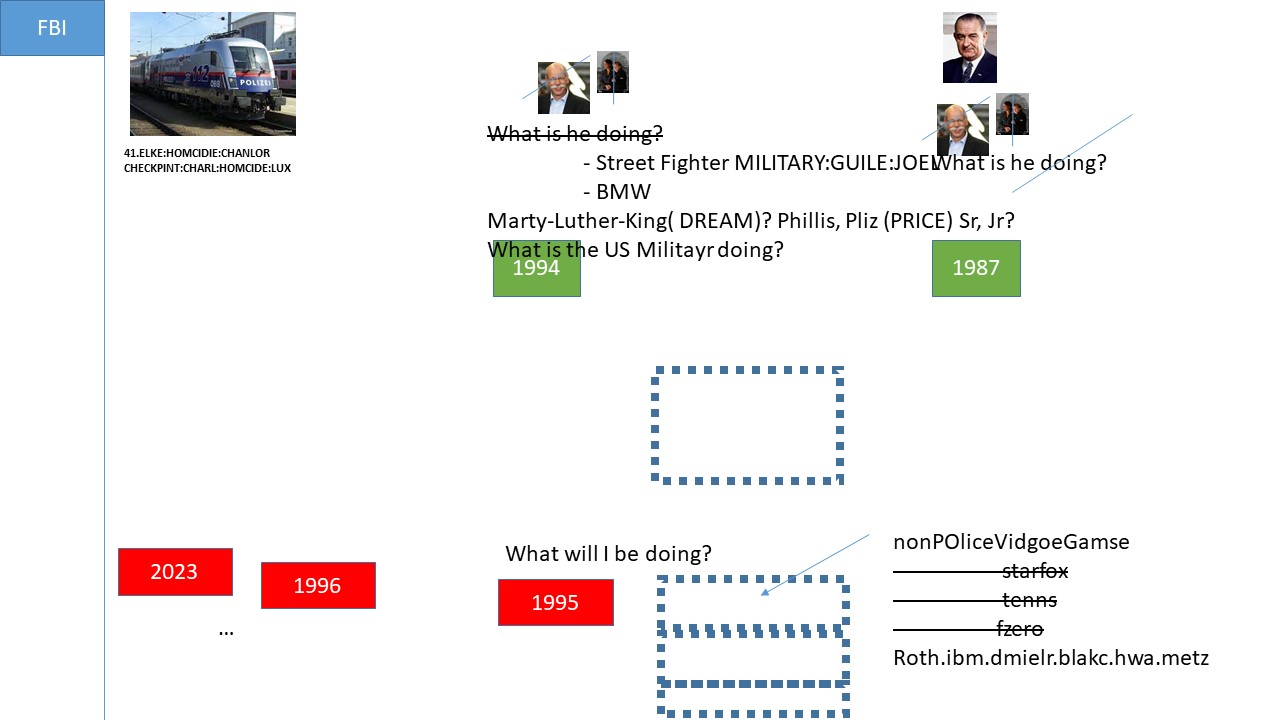 FBI
112
POLIZEI
41.ELKE:HOMCIDIE:CHANLOR
CHECKPINT:CHARL:HOMCIDE:LUX
What is he doing?
- Street Fighter MILITARY:GUILE:JOEL
What is he doing?
- BMW
Marty-Luther-King( DREAM)? Phillis, Pliz (PRICE) Sr, Jr?
What is the US Militayr doing?
1994
1987
2023
1996
...
What will I be doing?
1995
nonPOliceVidgoeGamse
starfox
tenns
fzero
Roth.ibm.dmielr.blakc.hwa.metz